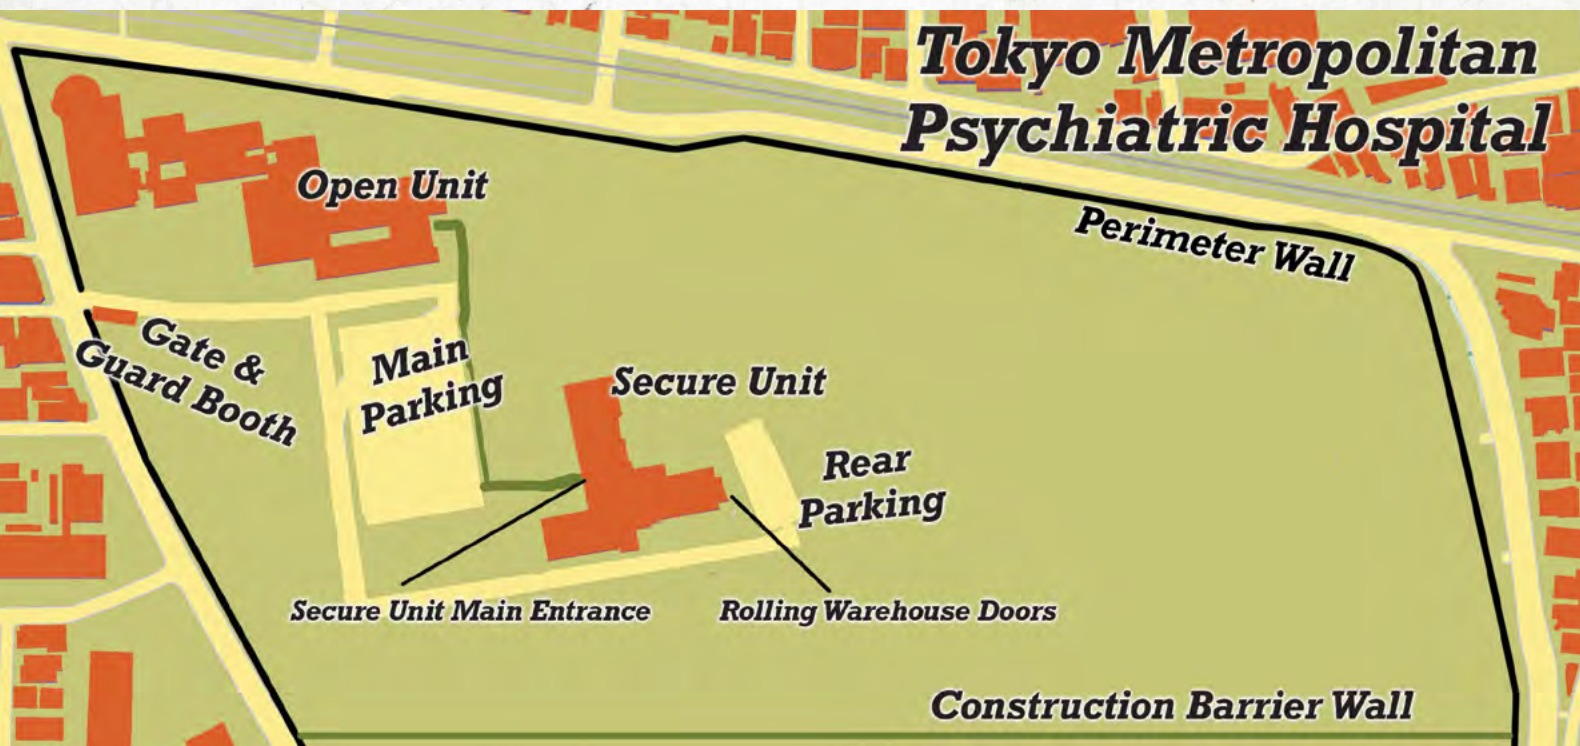 Tokyo Metropolitan
Psychiatric Hospital
Open Unit
Perimeter Wall
Gate &
Guard Booth
Main
Parking
Secure Unit
Rear
Parking
Secure Unit Main Entrance
Rolling Warehouse Doors
Construction Barrier Wall